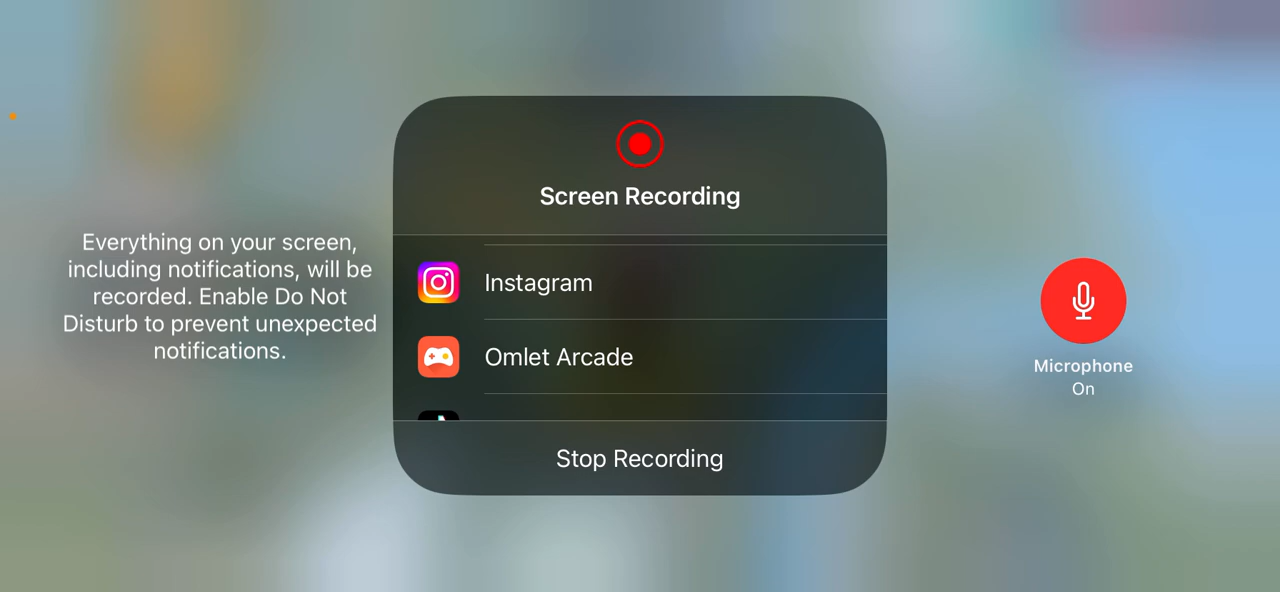 Screen Recording
Everything on your screen,
including notifications, will be
recorded. Enable Do Not
Disturb to prevent unexpected
notifications.
Instagram
Omlet Arcade
Stop Recording
Microphone
On